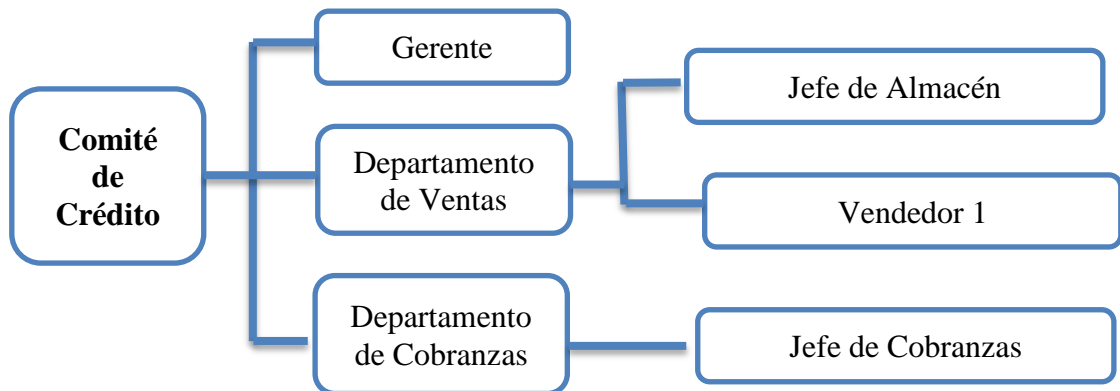 Comité
de
Crédito
Gerente
Departamento
de Ventas
Departamento
de Cobranzas
Jefe de Almacén
Vendedor 1
Jefe de Cobranzas